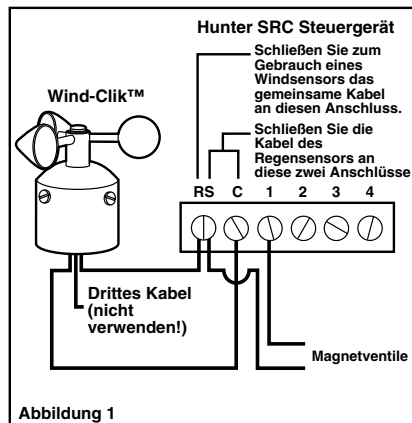 Hunter SRC Steuergerät
Schließen Sie zum
Gebrauch eines
Windsensors das
gemeinsame Kabel
an diesen Anschluss.
Wind-Clik™
Schließen Sie die
Kabel des
Regensensors an
diese zwei Anschlüsse
RS C 1 2 3 4
Drittes Kabel
(nicht
verwenden!)
Magnetventile
Abbildung 1